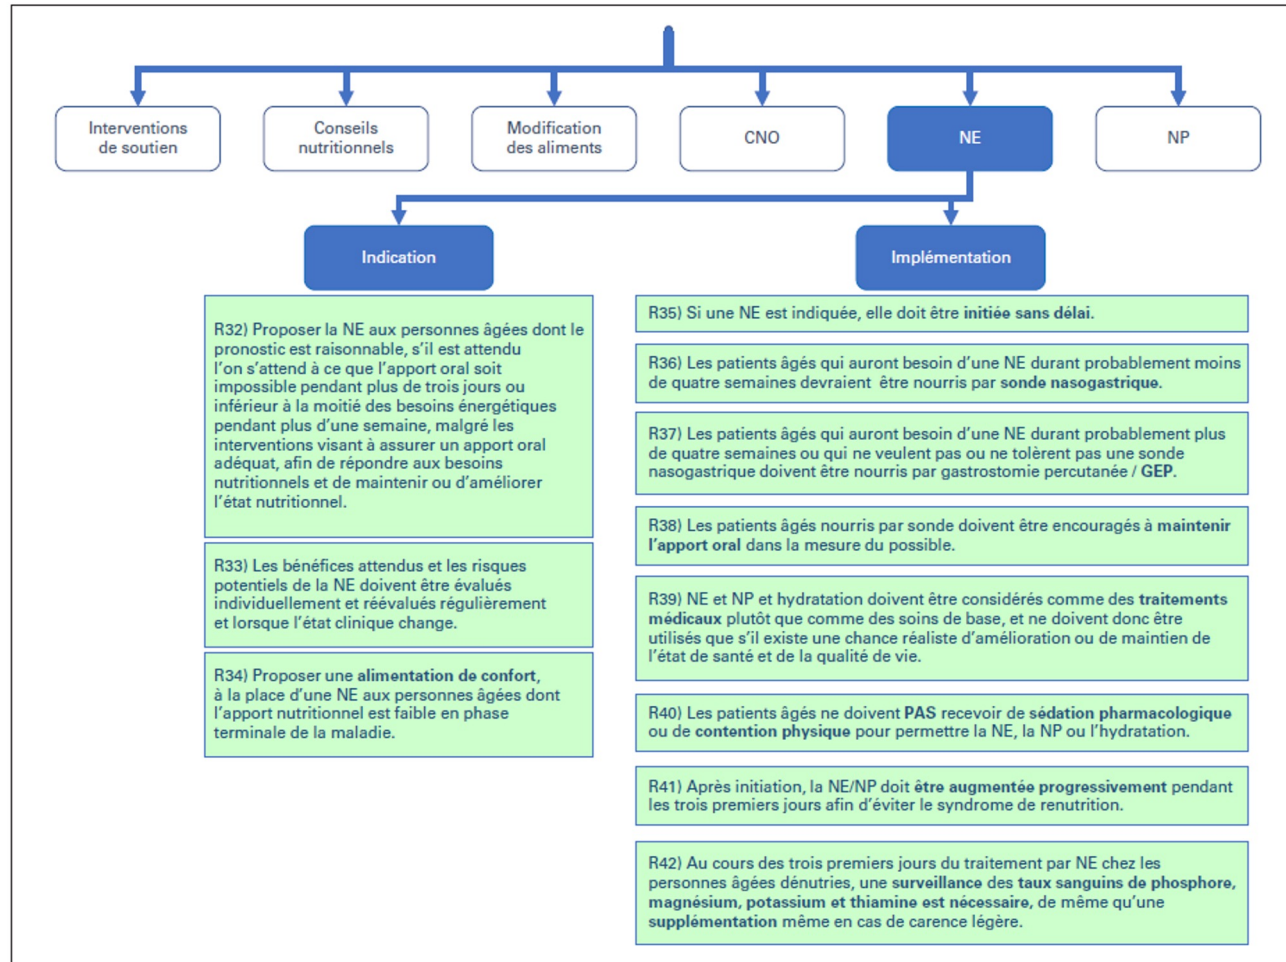 Interventions
de soutien
Conseils
nutritionnels
Modification
des aliments
CNO
NE
NP
Indication
Implémentation
R32) Proposer la NE aux personnes âgées dont le
pronostic est raisonnable, s'il est attendu
l'on s'attend à ce que l'apport oral soit
impossible pendant plus de trois jours ou
inférieur à la moitié des besoins énergétiques
pendant plus d'une semaine, malgré les
interventions visant à assurer un apport oral
adéquat, afin de répondre aux besoins
nutritionnels et de maintenir ou d'améliorer
l'état nutritionnel.
R33) Les bénéfices attendus et les risques
potentiels de la NE doivent être évalués
individuellement et réévalués régulièrement
et lorsque l'état clinique change.
R34) Proposer une alimentation de confort,
à la place d'une NE aux personnes âgées dont
l'apport nutritionnel est faible en phase
terminale de la maladie.
R35) Si une NE est indiquée, elle doit être initiée sans délai.
R36) Les patients âgés qui auront besoin d'une NE durant probablement moins
de quatre semaines devraient être nourris par sonde nasogastrique.
R37) Les patients âgés qui auront besoin d'une NE durant probablement plus
de quatre semaines ou qui ne veulent pas ou ne tolèrent pas une sonde
nasogastrique doivent être nourris par gastrostomie percutanée / GEP.
R38) Les patients âgés nourris par sonde doivent être encouragés à maintenir
l'apport oral dans la mesure du possible.
R39) NE et NP et hydratation doivent être considérés comme des traitements
médicaux plutôt que comme des soins de base, et ne doivent donc être
utilisés que s'il existe une chance réaliste d'amélioration ou de maintien de
l'état de santé et de la qualité de vie.
R40) Les patients âgés ne doivent PAS recevoir de sédation pharmacologique
ou de contention physique pour permettre la NE, la NP ou l'hydratation.
R41) Après initiation, la NE/NP doit être augmentée progressivement pendant
les trois premiers jours afin d'éviter le syndrome de renutrition.
R42) Au cours des trois premiers jours du traitement par NE chez les
personnes âgées dénutries, une surveillance des taux sanguins de phosphore,
magnésium, potassium et thiamine est nécessaire, de même qu'une
supplémentation même en cas de carence légère.